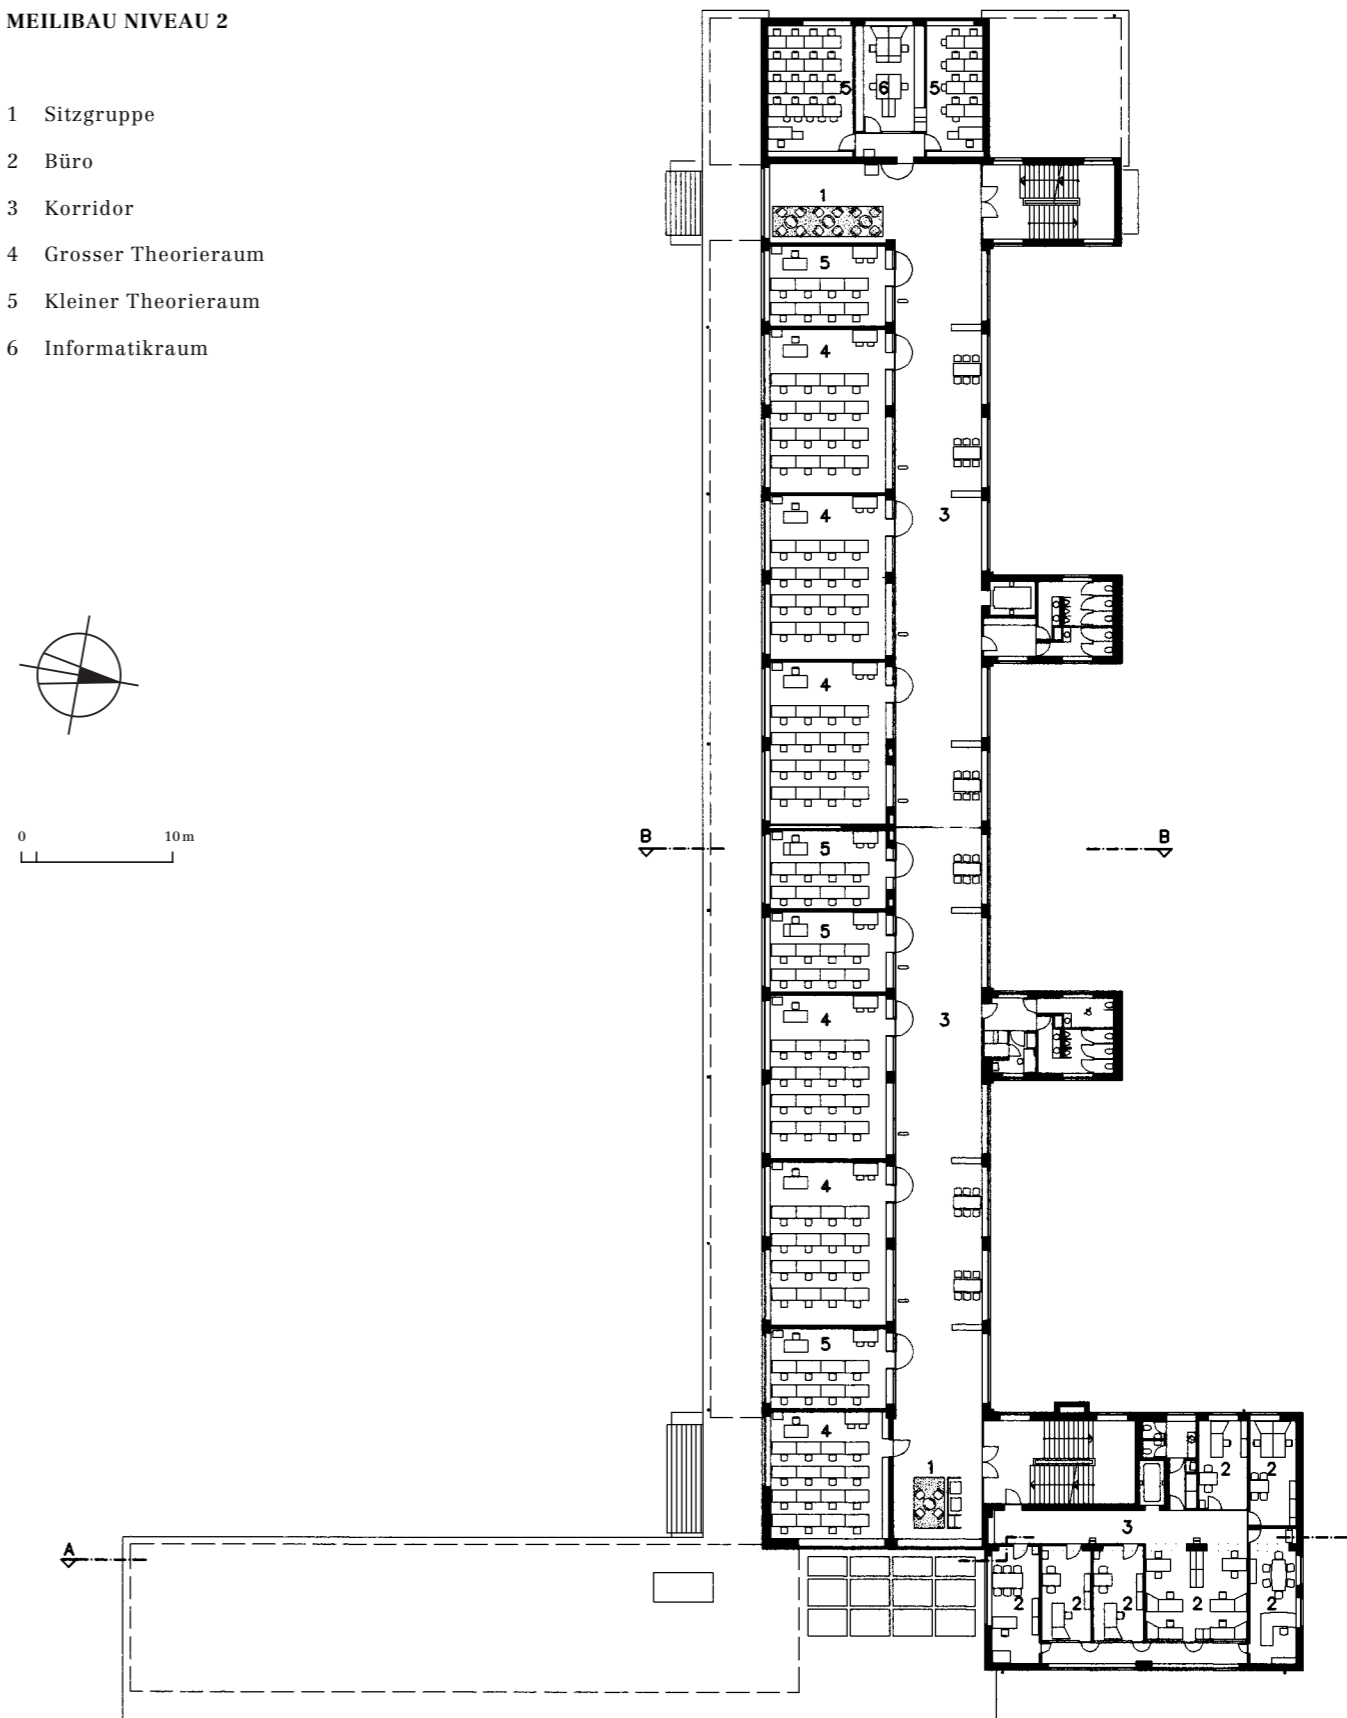 MEILIBAU NIVEAU 2
1 Sitzgruppe
2 Büro
3 Korridor
4 Grosser Theorieraum
5 Kleiner Theorieraum
6 Informatikraum
5 6 5
1
5
4
4
3
4
0 10 m
B B
5
5
4
3
4
5
4
1
2 2
3
A
2 2 2 2 2